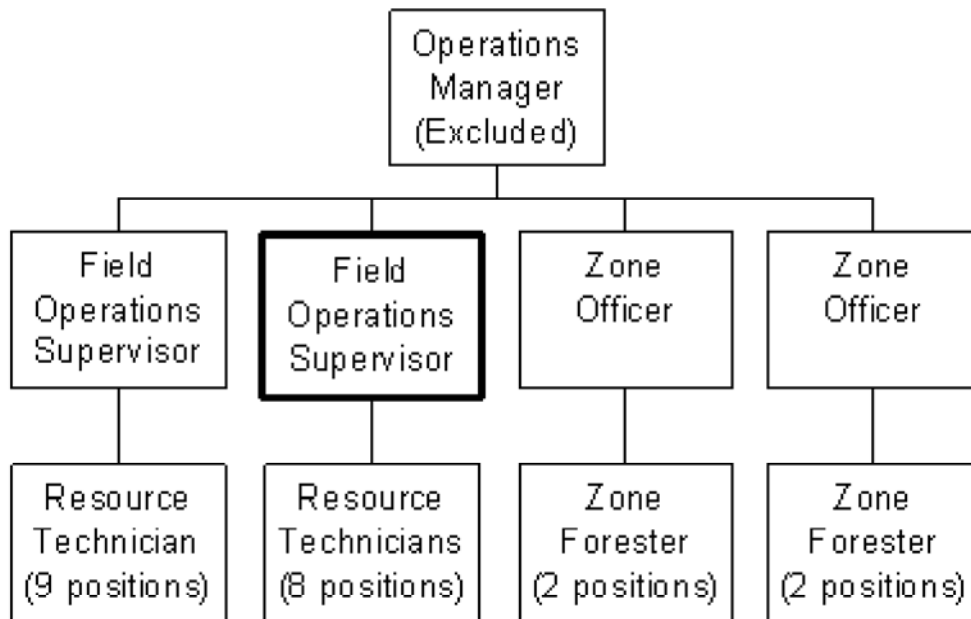 Operations
Manager
(Excluded)
Field
Operations
Supervisor
Field
Operations
Supervisor
Zone
Officer
Zone
Officer
Resource
Technician
(9 positions)
Resource
Technicians
(8 positions)
Zone
Forester
(2 positions)
Zone
Forester
(2 positions)